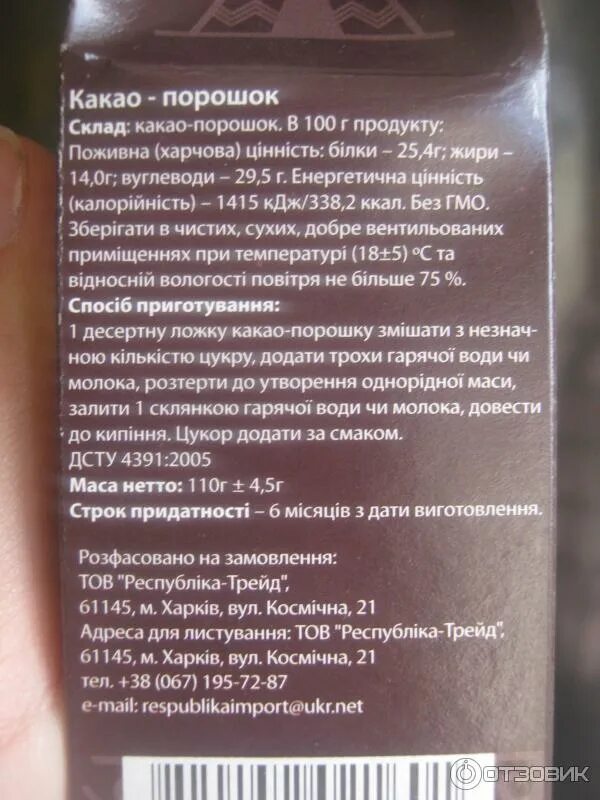 Какао - порошок
Склад: какао-порошок. В 100 г продукту:
Поживна (харчова) цінність: білки – 25,4г; жири –
14,0г; вуглеводи – 29,5 г. Енергетична цінність
(калорійність) – 1415 кДж/338,2 ккал. Без ГМО.
Зберігати в чистих, сухих, добре вентильованих
приміщеннях при температурі (18±5) ºС та
відносній вологості повітря не більше 75 %.
Спосіб приготування:
1 десертну ложку какао-порошку змішати з незнач-
ною кількістю цукру, додати трохи гарячої води чи
молока, розтерти до утворення однорідної маси,
залити 1 склянкою гарячої води чи молока, довести
до кипіння. Цукор додати за смаком.
ДСТУ 4391:2005
Маса нетто: 110г ± 4,5г
Строк придатності – 6 місяців з дати виготовлення.
Розфасовано на замовлення:
ТОВ "Республіка-Трейд",
61145, м. Харків, вул. Космічна, 21
Адреса для листування: ТОВ "Республіка-Трейд",
61145, м. Харків, вул. Космічна, 21
тел. +38 (067) 195-72-87
e-mail: respublikaimport@ukr.net
ОТЗОВИК